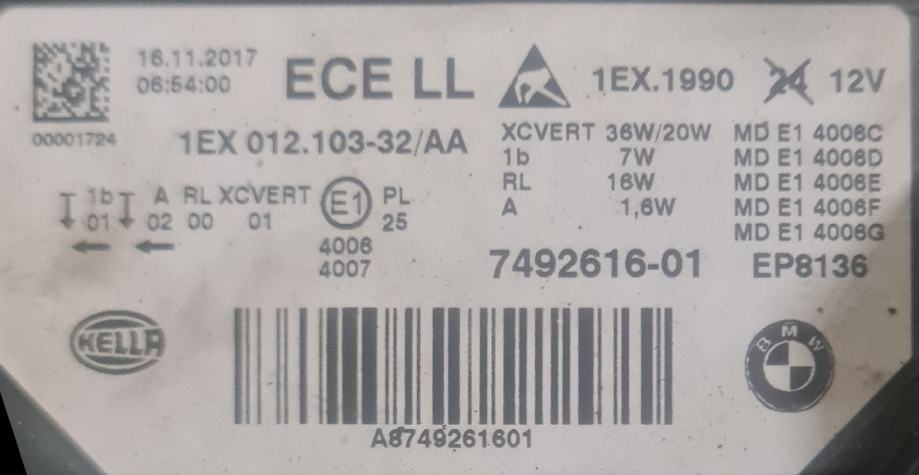 16.11.2017
06:54:00
00001724
ECE LL
1EX.1990 24 12V
1EX 012.103-32/AA
XCVERT 36W/20W MD E1 4006C
1b 7W MD E1 4006D
RL 16W MD E1 4006E
A 1,6W MD E1 4006F
MD E1 4006G
1b A RL XCVERT E1 PL
01 02 00 01 25
4006
4007
7492616-01 EP8136
HELLA
BMW
A8749261601